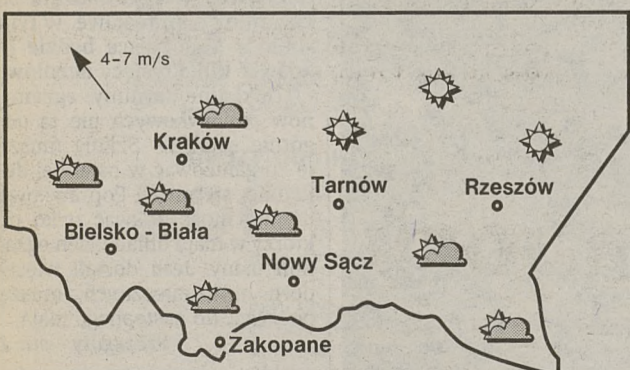 4-7 m/s
Kraków
Tarnów
Rzeszów
Bielsko - Biała
Nowy Sącz
Zakopane